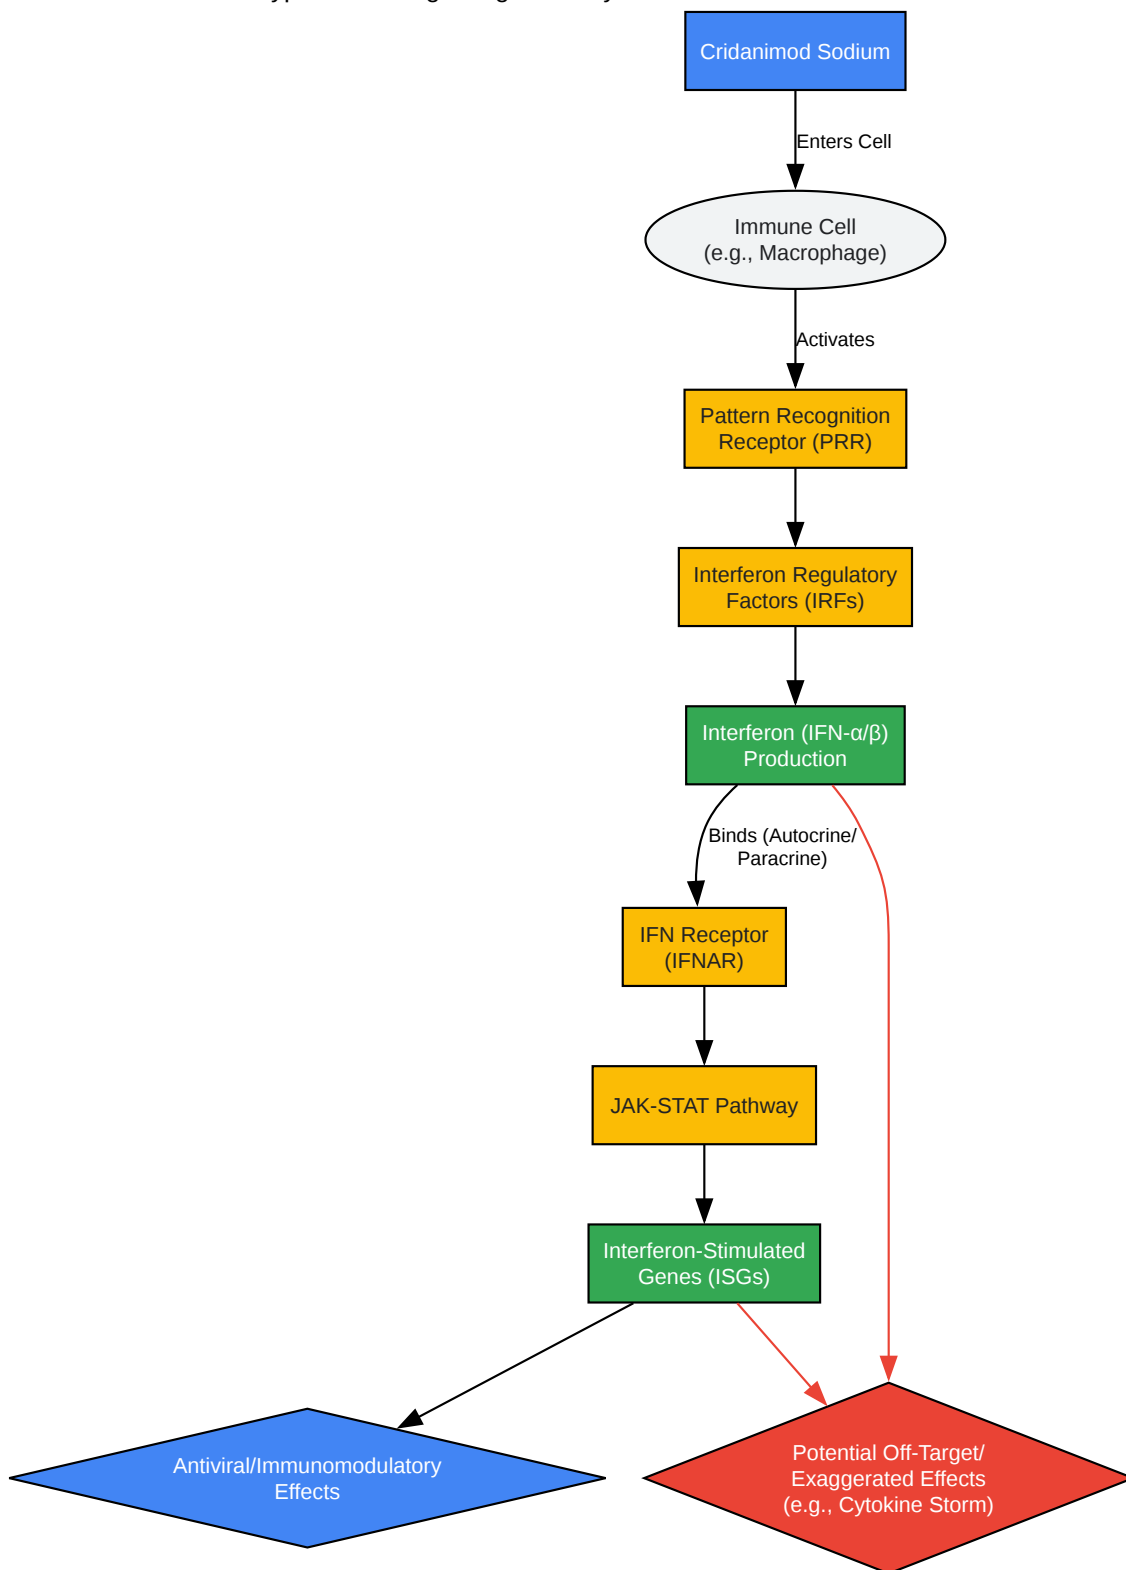 Cridanimod Sodium
Enters Cell
Immune Cell
(e.g., Macrophage)
Activates
Pattern Recognition
Receptor (PRR)
Interferon Regulatory
Factors (IRFs)
Interferon (IFN-α/β)
Production
Binds (Autocrine/
Paracrine)
IFN Receptor
(IFNAR)
JAK-STAT Pathway
Interferon-Stimulated
Genes (ISGs)
Antiviral/Immunomodulatory
Effects
Potential Off-Target/
Exaggerated Effects
(e.g., Cytokine Storm)